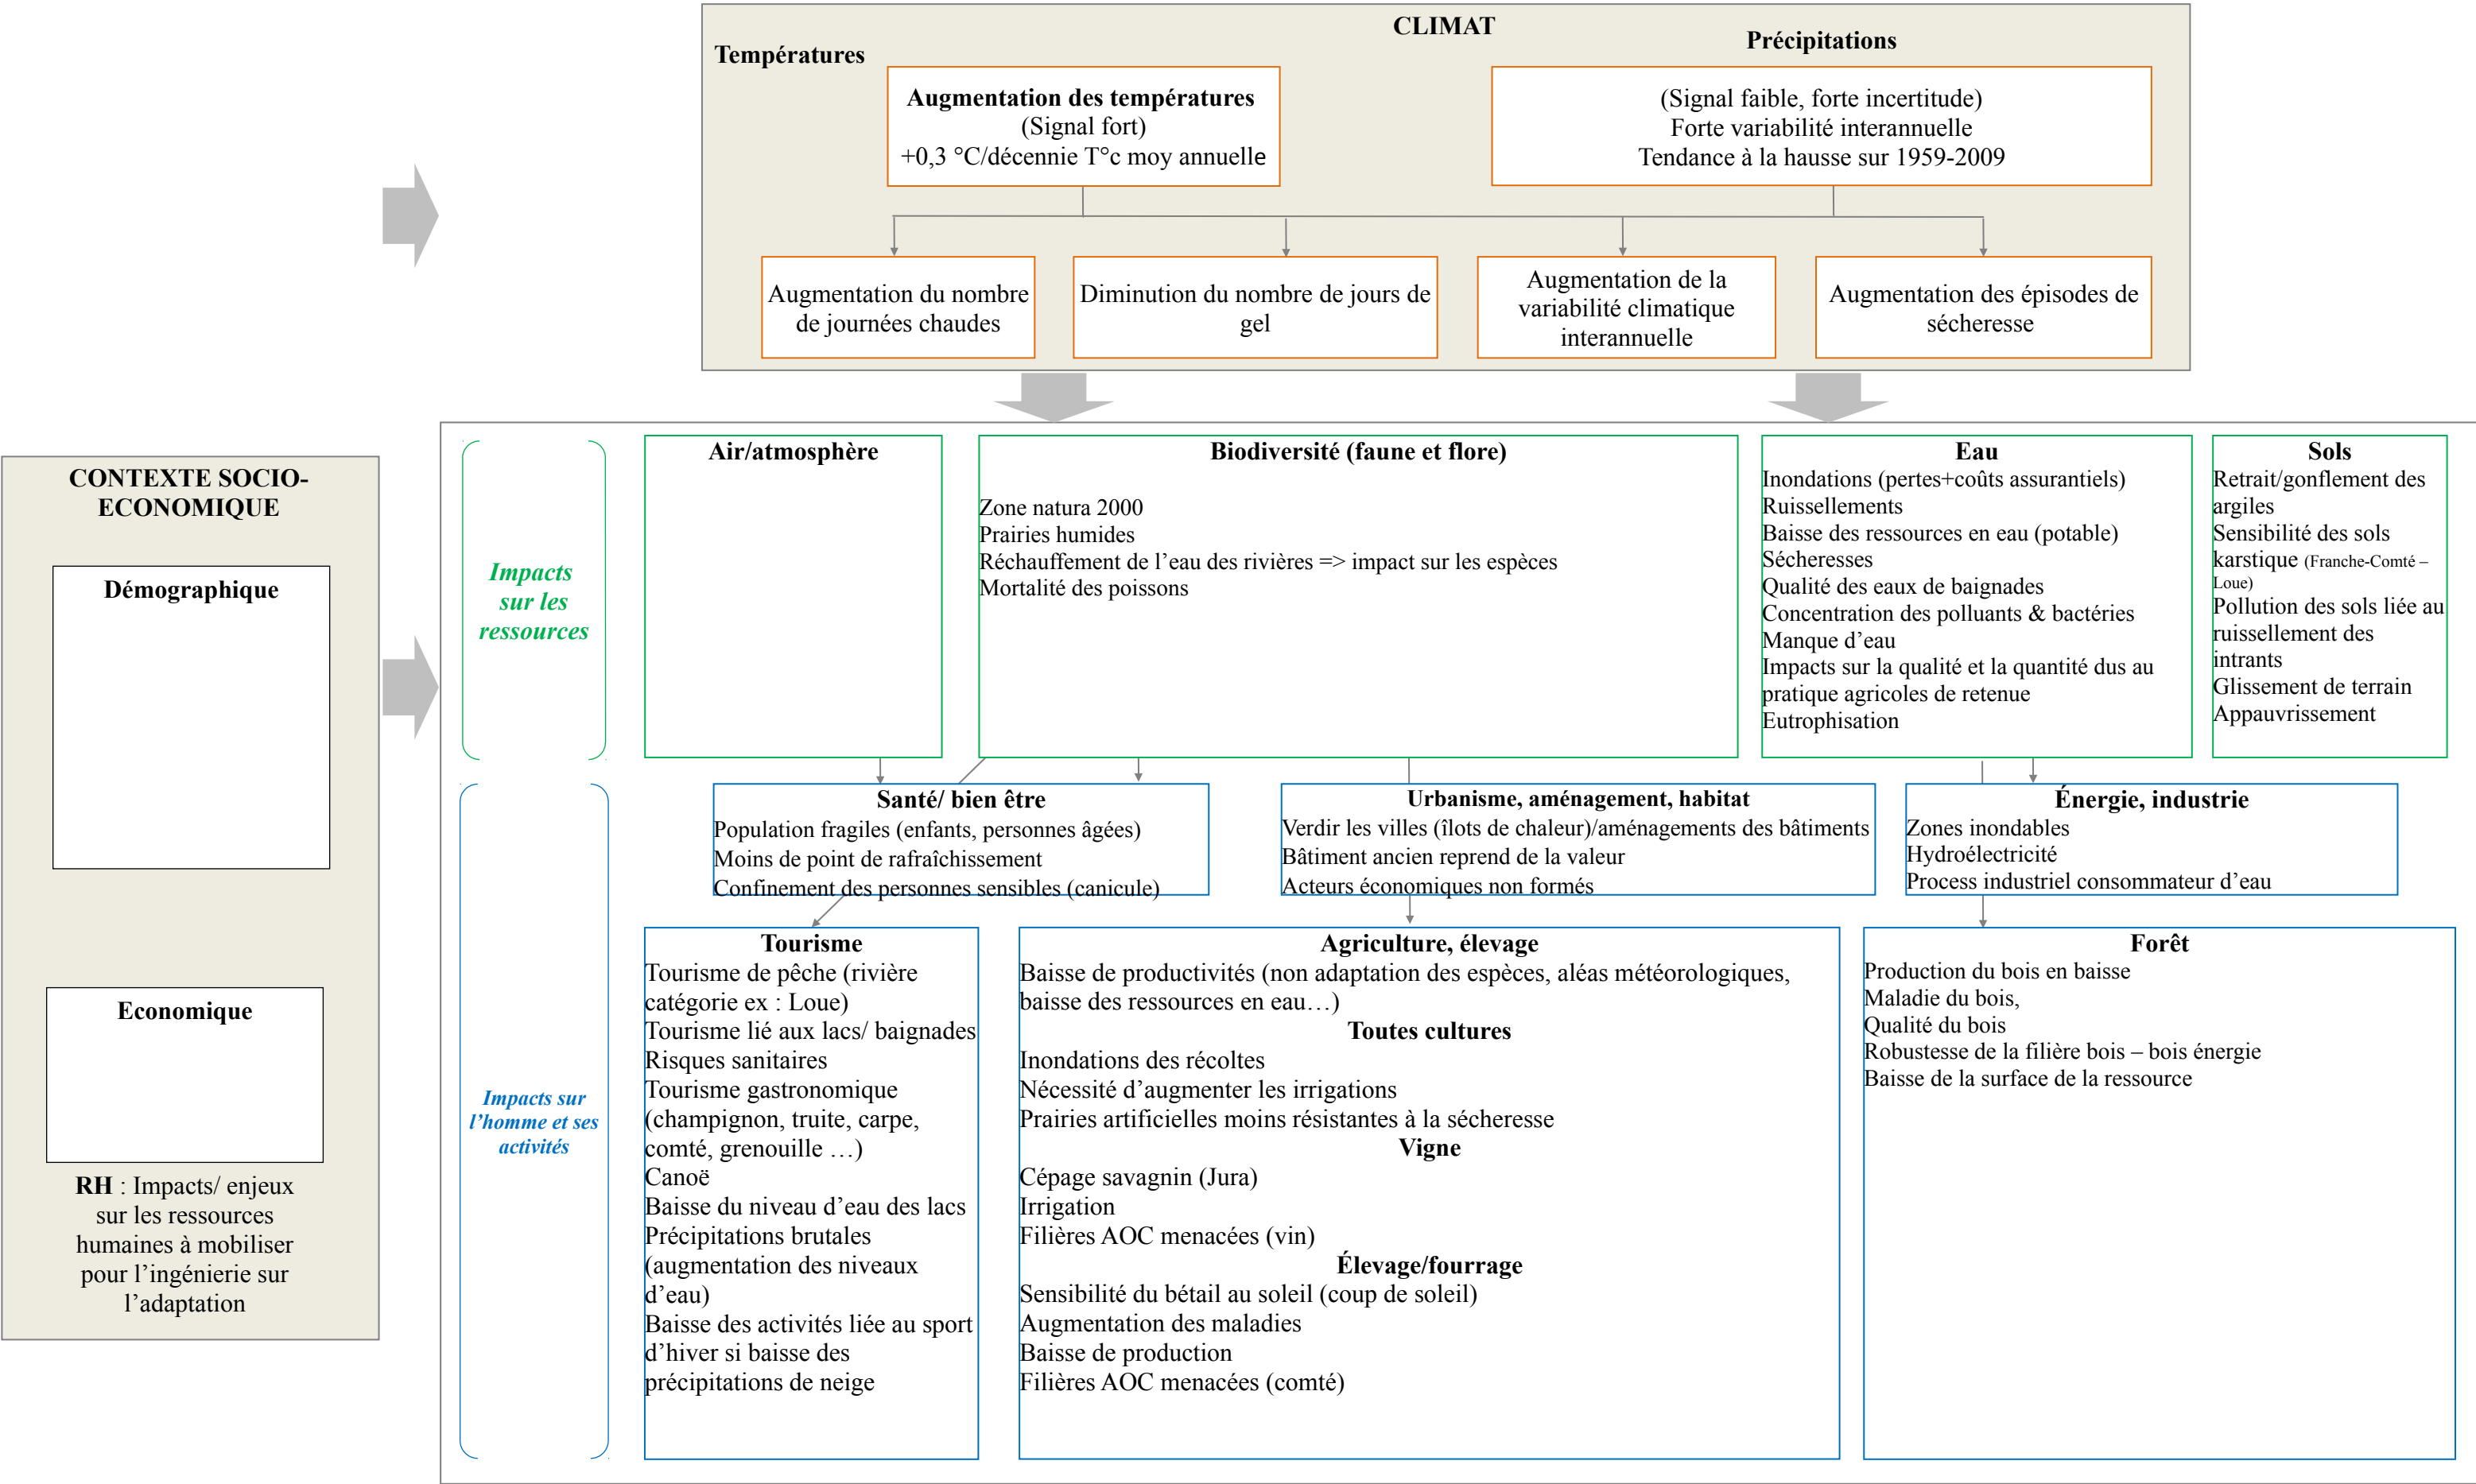 CLIMAT
Températures
Précipitations
Augmentation des températures
(Signal fort)
+0,3 °C/décennie T°c moy annuelle
(Signal faible, forte incertitude)
Forte variabilité interannuelle
Tendance à la hausse sur 1959-2009
Augmentation du nombre
de journées chaudes
Diminution du nombre de jours de
gel
Augmentation de la
variabilité climatique
interannuelle
Augmentation des épisodes de
sécheresse
CONTEXTE SOCIO-
ECONOMIQUE
Démographique
Economique
RH : Impacts/ enjeux
sur les ressources
humaines à mobiliser
pour l’ingénierie sur
l’adaptation
Impacts
sur les
ressources
Air/atmosphère
Biodiversité (faune et flore)
Zone natura 2000
Prairies humides
Réchauffement de l’eau des rivières => impact sur les espèces
Mortalité des poissons
Eau
Inondations (pertes+coûts assurantiels)
Ruissellements
Baisse des ressources en eau (potable)
Sécheresses
Qualité des eaux de baignades
Concentration des polluants & bactéries
Manque d’eau
Impacts sur la qualité et la quantité dus au
pratique agricoles de retenue
Eutrophisation
Sols
Retrait/gonflement des
argiles
Sensibilité des sols
karstique (Franche-Comté –
Loue)
Pollution des sols liée au
ruissellement des
intrants
Glissement de terrain
Appauvrissement
Impacts sur
l’homme et ses
activités
Santé/ bien être
Population fragiles (enfants, personnes âgées)
Moins de point de rafraîchissement
Confinement des personnes sensibles (canicule)
Urbanisme, aménagement, habitat
Verdir les villes (îlots de chaleur)/aménagements des bâtiments
Bâtiment ancien reprend de la valeur
Acteurs économiques non formés
Énergie, industrie
Zones inondables
Hydroélectricité
Process industriel consommateur d’eau
Tourisme
Tourisme de pêche (rivière
catégorie ex : Loue)
Tourisme lié aux lacs/ baignades
Risques sanitaires
Tourisme gastronomique
(champignon, truite, carpe,
comté, grenouille …)
Canoë
Baisse du niveau d’eau des lacs
Précipitations brutales
(augmentation des niveaux
d’eau)
Baisse des activités liée au sport
d’hiver si baisse des
précipitations de neige
Agriculture, élevage
Baisse de productivités (non adaptation des espèces, aléas météorologiques,
baisse des ressources en eau…)
Toutes cultures
Inondations des récoltes
Nécessité d’augmenter les irrigations
Prairies artificielles moins résistantes à la sécheresse
Vigne
Cépage savagnin (Jura)
Irrigation
Filières AOC menacées (vin)
Élevage/fourrage
Sensibilité du bétail au soleil (coup de soleil)
Augmentation des maladies
Baisse de production
Filières AOC menacées (comté)
Forêt
Production du bois en baisse
Maladie du bois,
Qualité du bois
Robustesse de la filière bois – bois énergie
Baisse de la surface de la ressource